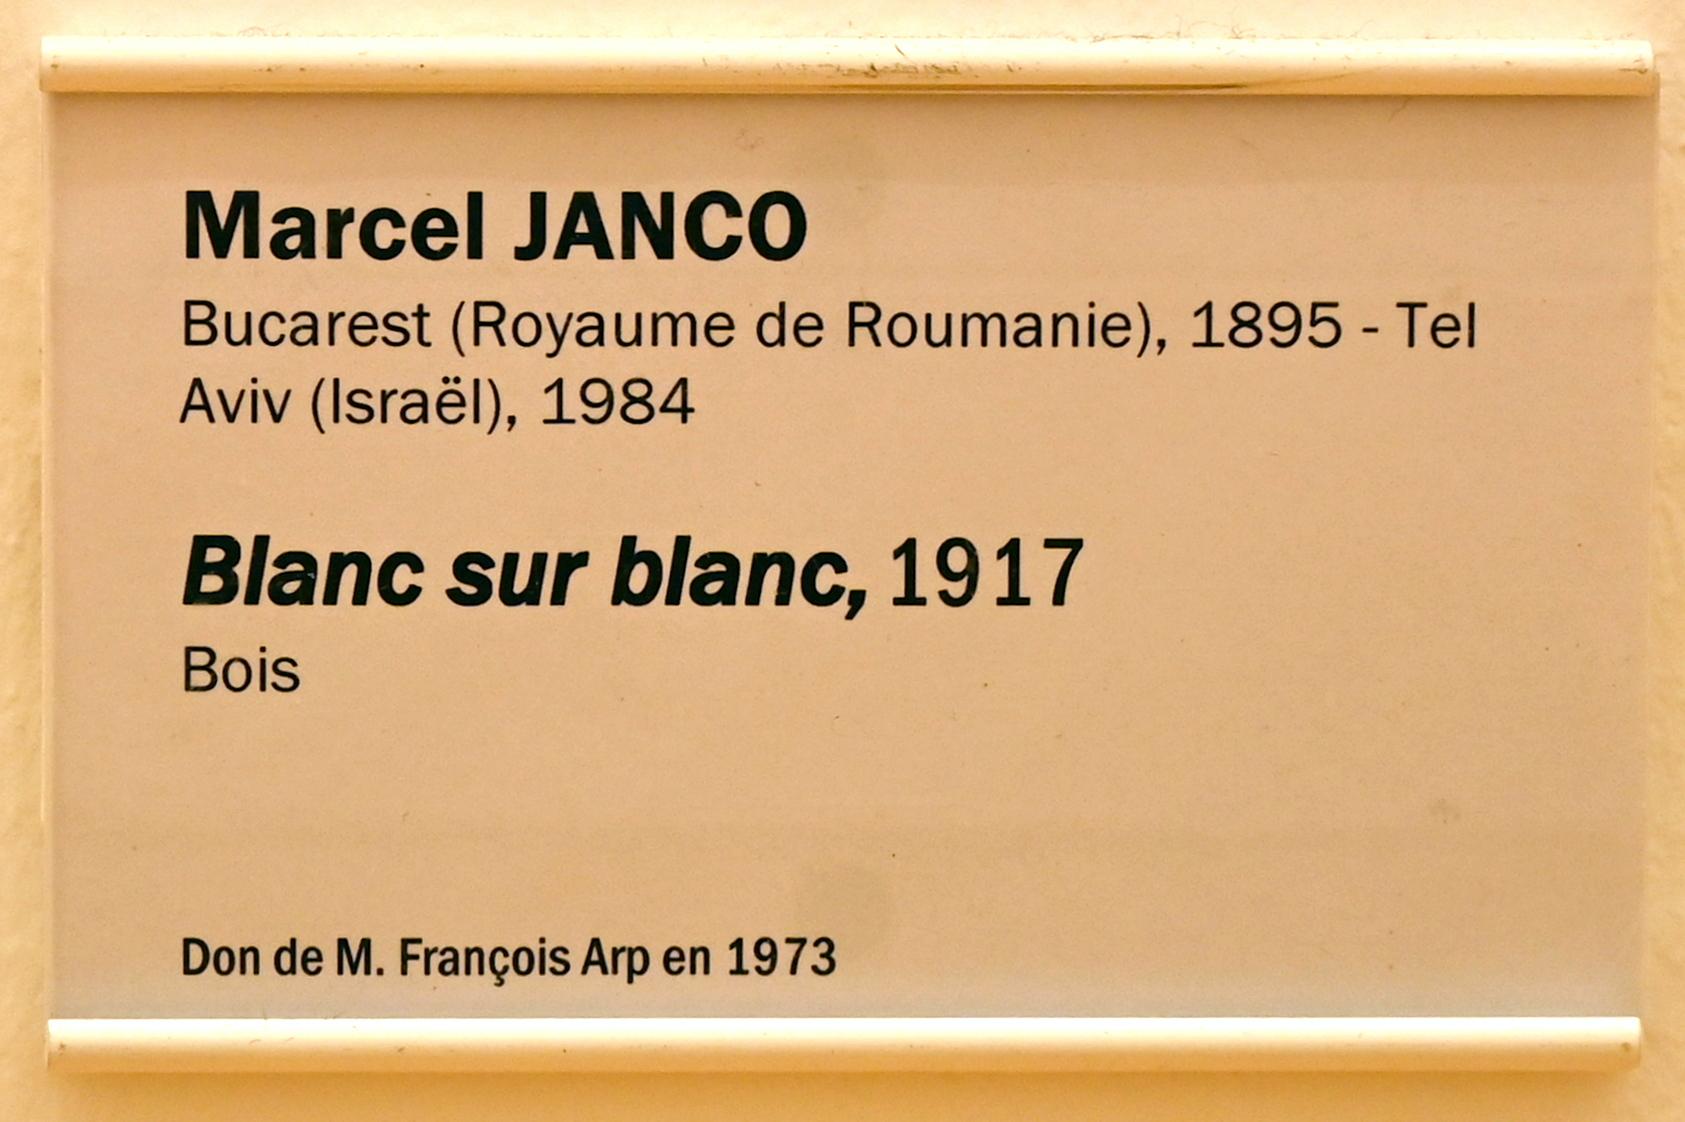 Marcel JANCO
Bucarest (Royaume de Roumanie), 1895 - Tel
Aviv (Israël), 1984
Blanc sur blanc, 1917
Bois
Don de M. François Arp en 1973